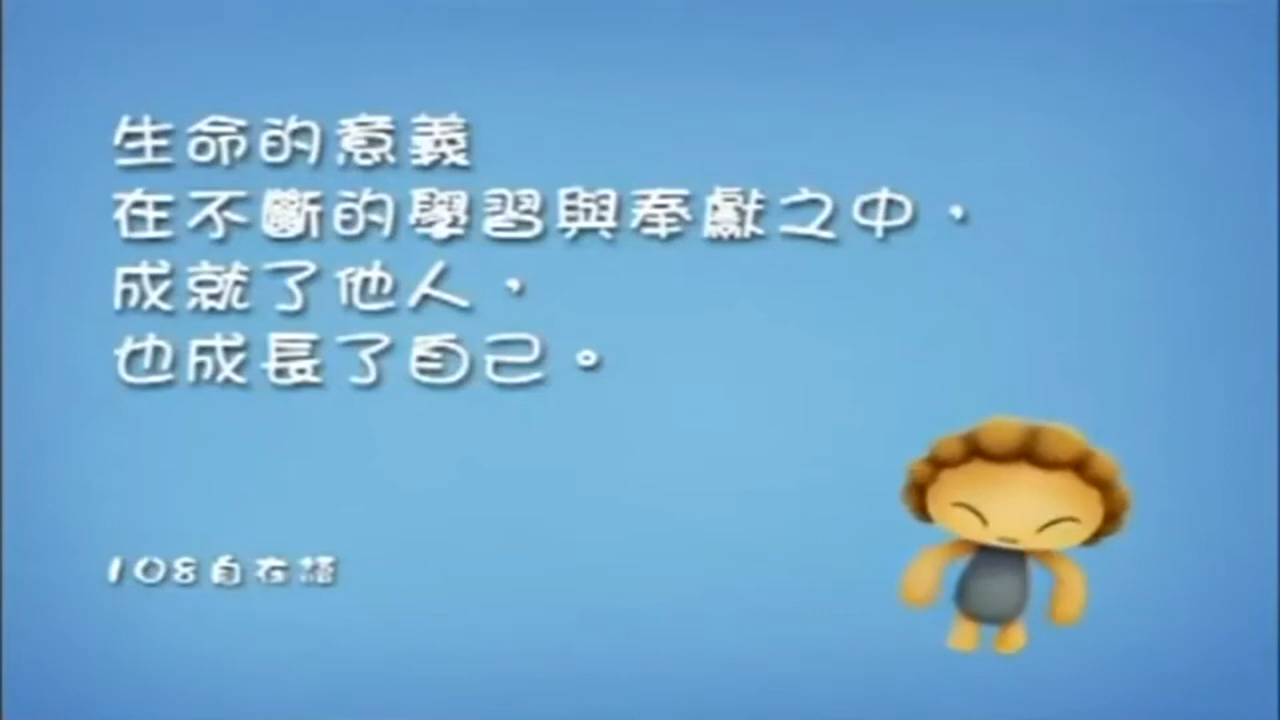 生命的意義
在不斷的學習與奉獻之中，
成就了他人，
也成長了自己。
108自在語